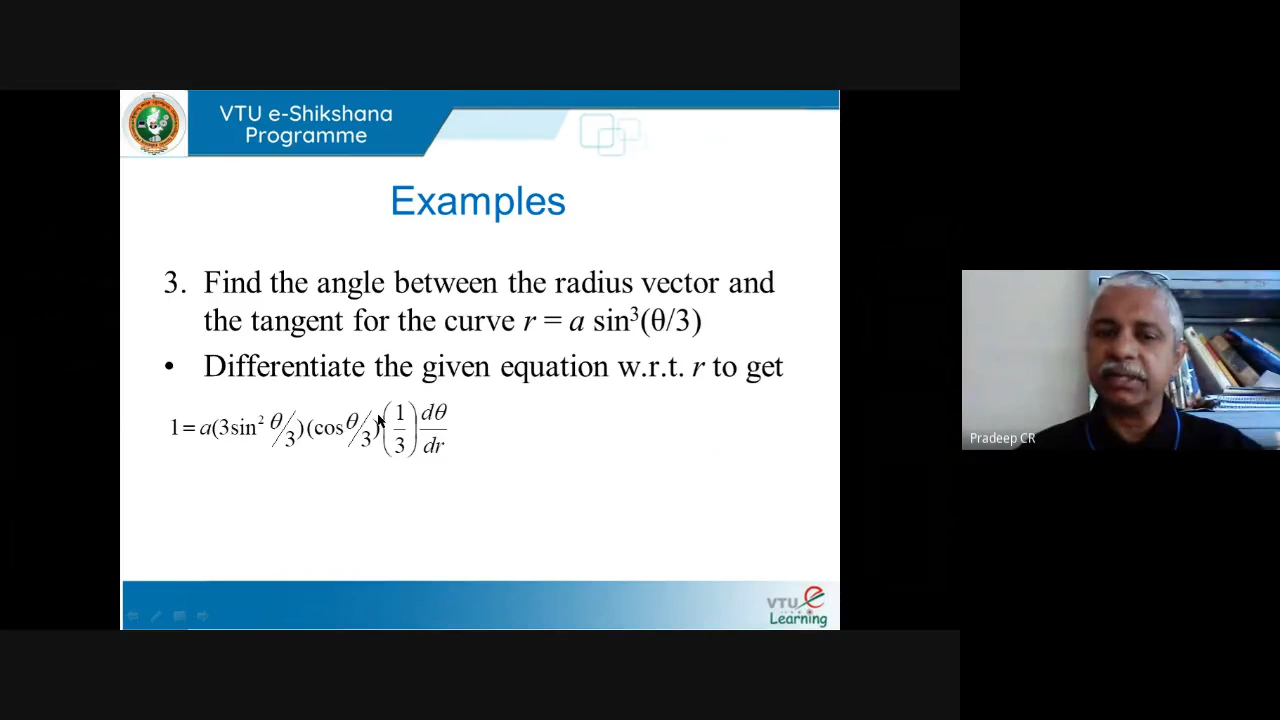 VTU e-Shikshana
Programme
Examples
3. Find the angle between the radius vector and
the tangent for the curve r = a sin³(θ/3)
• Differentiate the given equation w.r.t. r to get
1 = a(3sin² θ/3)(cos θ/3)(1/3) dθ/dr
Pradeep CR
VTU e
Learning